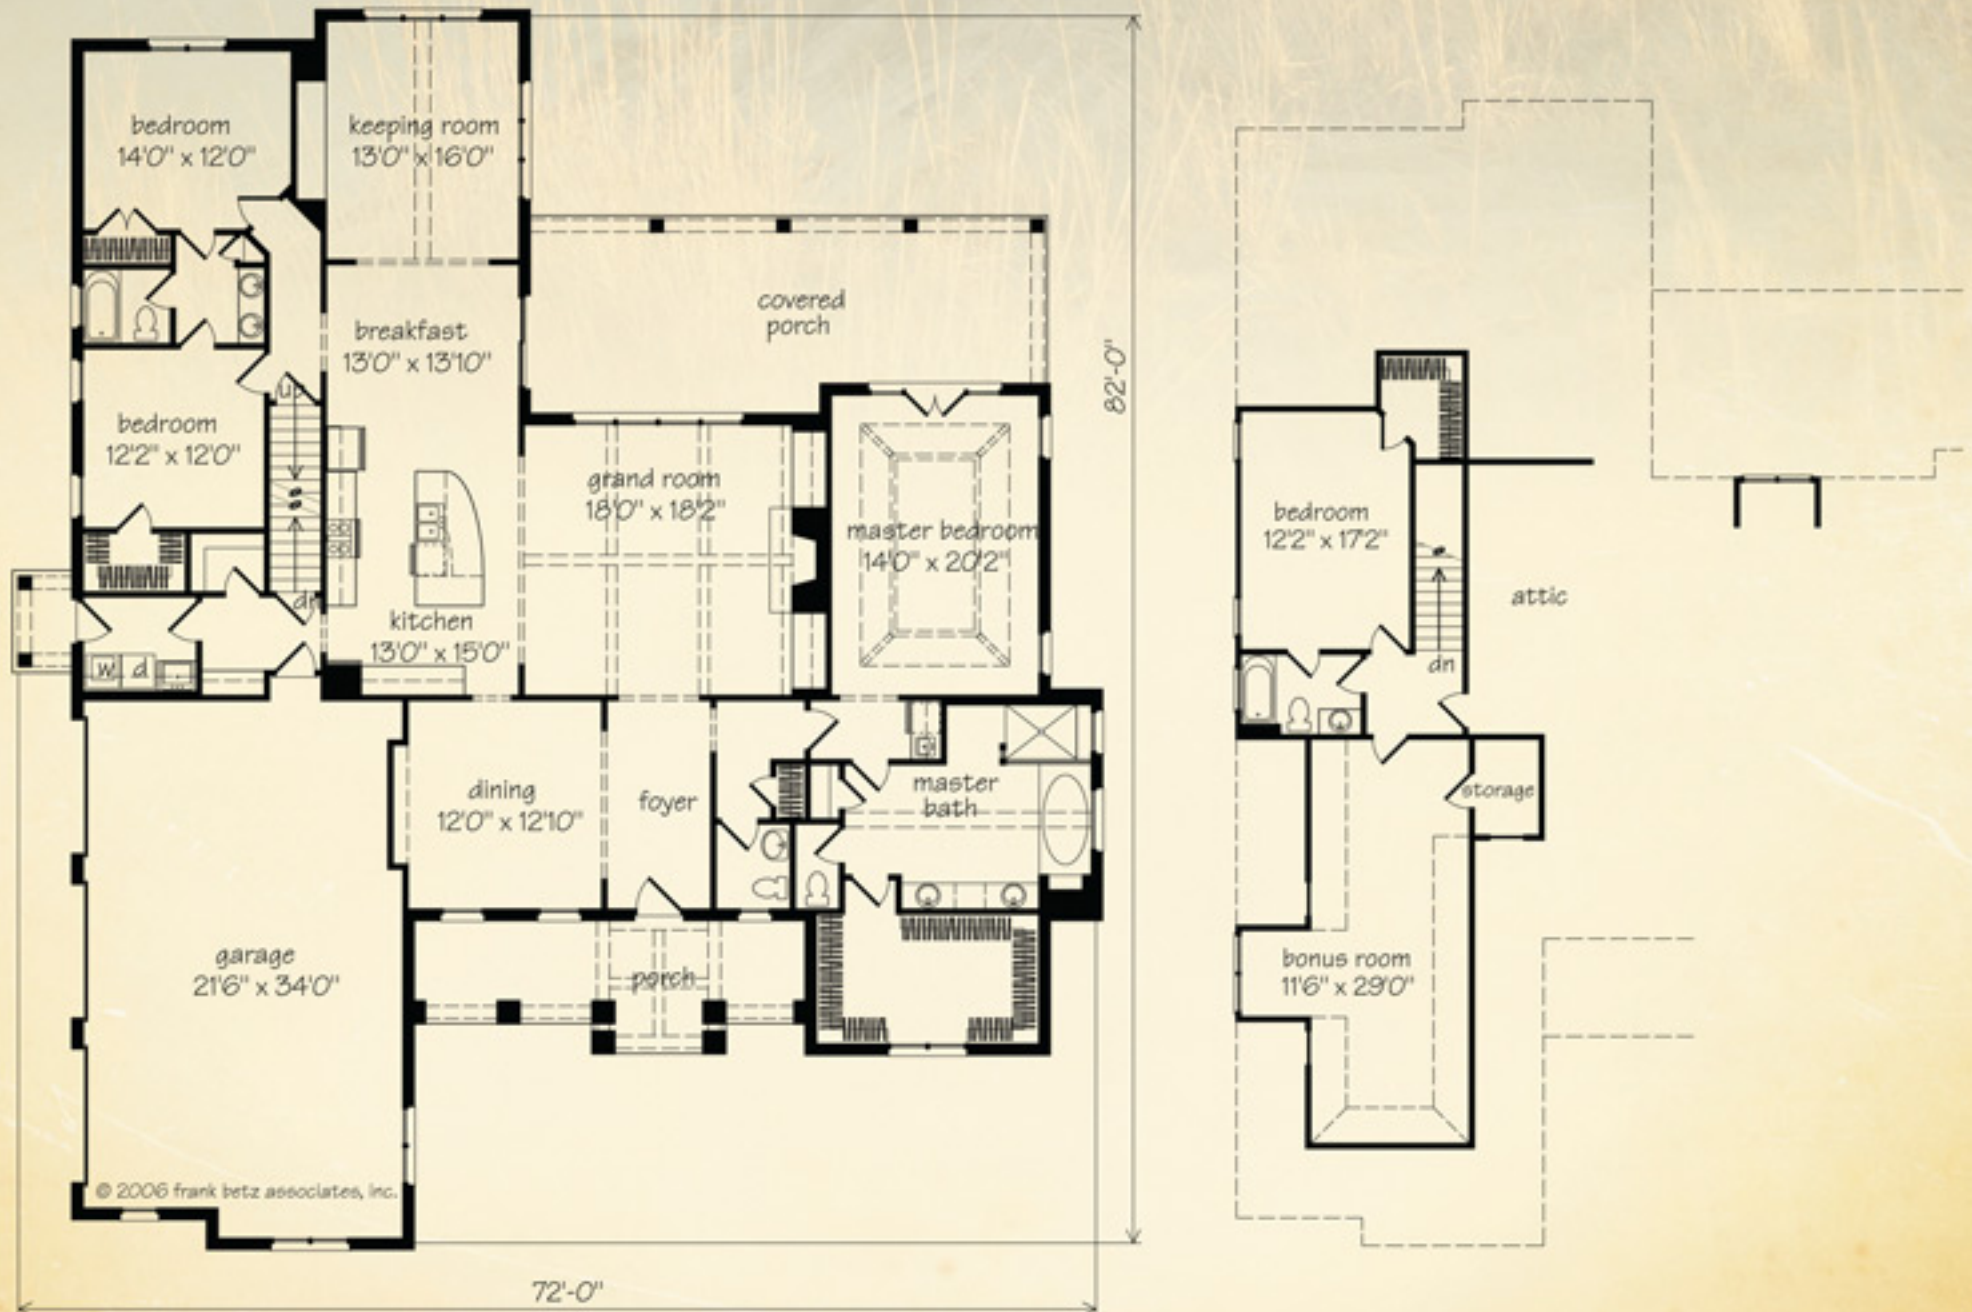 bedroom
14'0" x 12'0"
keeping room
13'0" x 16'0"
covered
porch
breakfast
13'0" x 13'10"
82'-0"
up
bedroom
12'2" x 12'0"
grand room
18'0" x 18'2"
master bedroom
14'0" x 20'2"
dn
kitchen
13'0" x 15'0"
w d
dining
12'0" x 12'10"
foyer
master
bath
garage
21'6" x 34'0"
porch
© 2006 frank betz associates, inc.
72'-0"
bedroom
12'2" x 17'2"
attic
dn
storage
bonus room
11'6" x 29'0"